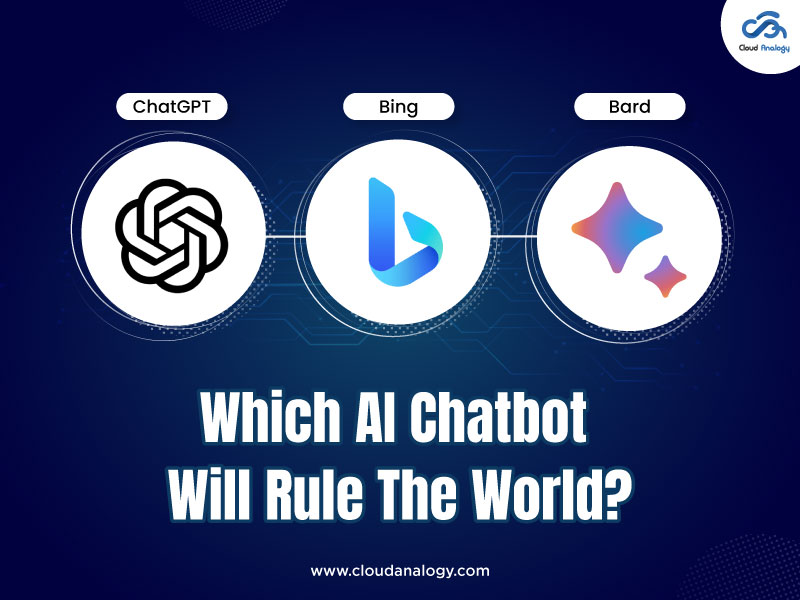 Cloud Analogy
ChatGPT
Bing
Bard
Which AI Chatbot
Will Rule The World?
www.cloudanalogy.com